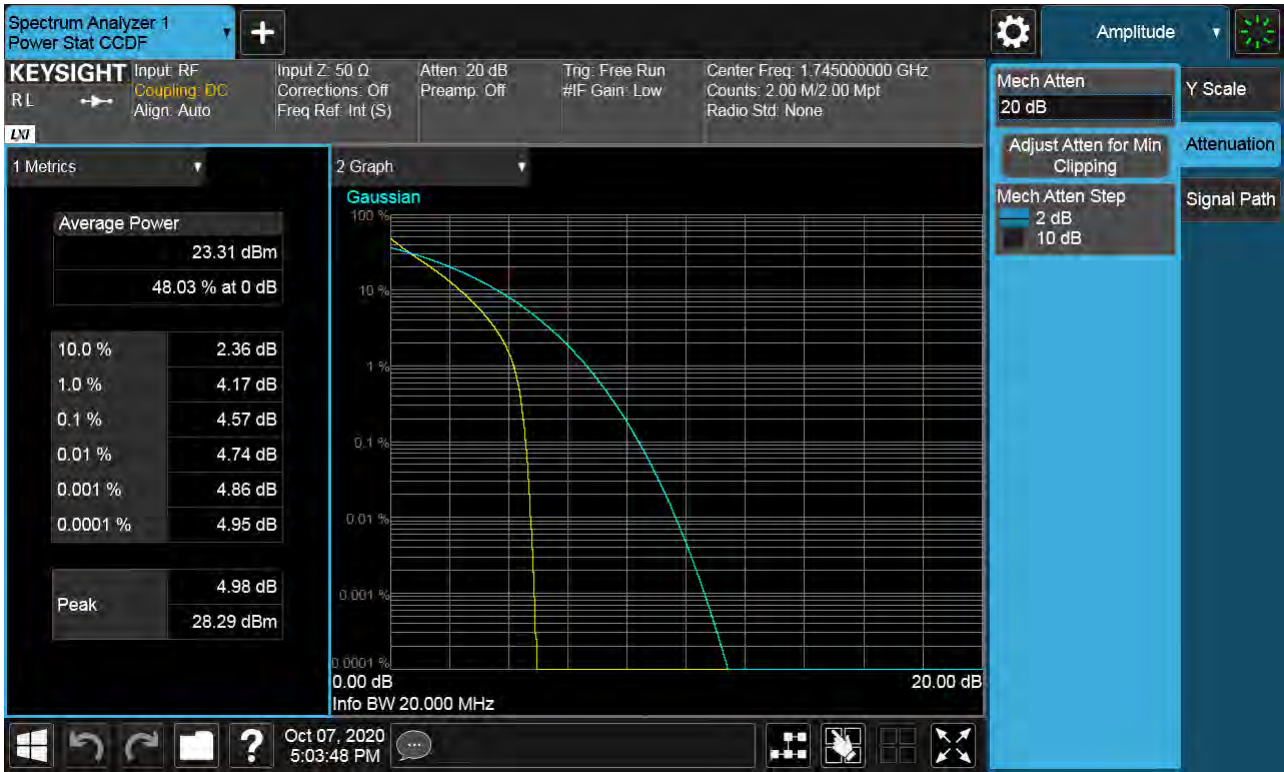 Spectrum Analyzer 1
Power Stat CCDF
+
Amplitude
KEYSIGHT
RL
LXI
Input: RF
Coupling: DC
Align: Auto
Input Z: 50 Ω
Corrections: Off
Freq Ref: Int (S)
Atten: 20 dB
Preamp: Off
Trig: Free Run
#IF Gain: Low
Center Freq: 1.745000000 GHz
Counts: 2.00 M/2.00 Mpt
Radio Std: None
Mech Atten
20 dB
Adjust Atten for Min
Clipping
Mech Atten Step
2 dB
10 dB
Y Scale
Attenuation
Signal Path
1 Metrics
Average Power
23.31 dBm
48.03 % at 0 dB
10.0 % 2.36 dB
1.0 % 4.17 dB
0.1 % 4.57 dB
0.01 % 4.74 dB
0.001 % 4.86 dB
0.0001 % 4.95 dB
Peak
4.98 dB
28.29 dBm
2 Graph
Gaussian
100 %
10 %
1 %
0.1 %
0.01 %
0.001 %
0.0001 %
0.00 dB 20.00 dB
Info BW 20.000 MHz
?
Oct 07, 2020
5:03:48 PM